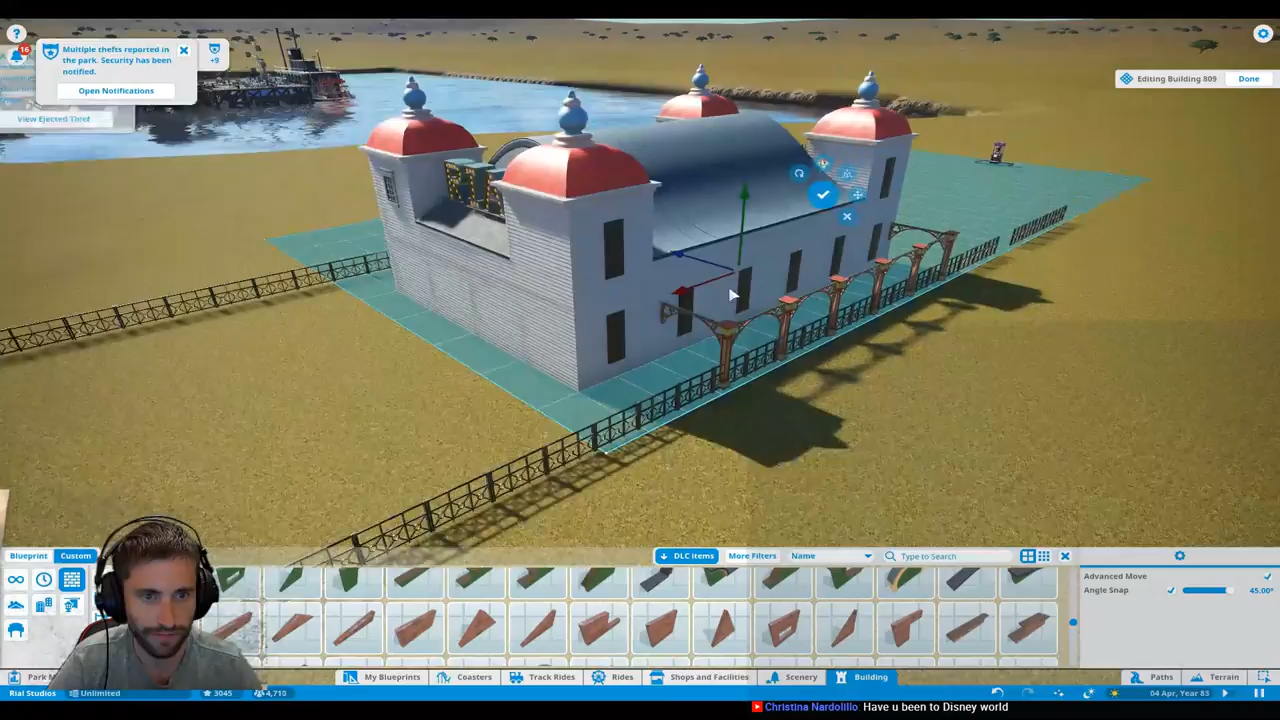 ?
16
Multiple thefts reported in
the park. Security has been
notified.
+9
Open Notifications
View Ejected Thief
Editing Building 809
Done
Blueprint
Custom
DLC items
More Filters
Name
Type to Search
Advanced Move
Angle Snap
45.00°
Park M
My Blueprints
Coasters
Track Rides
Rides
Shops and Facilities
Scenery
Building
Paths
Terrain
Rial Studios
Unlimited
3045
4,710
04 Apr, Year 83
Christina Nardolillo: Have u been to Disney world